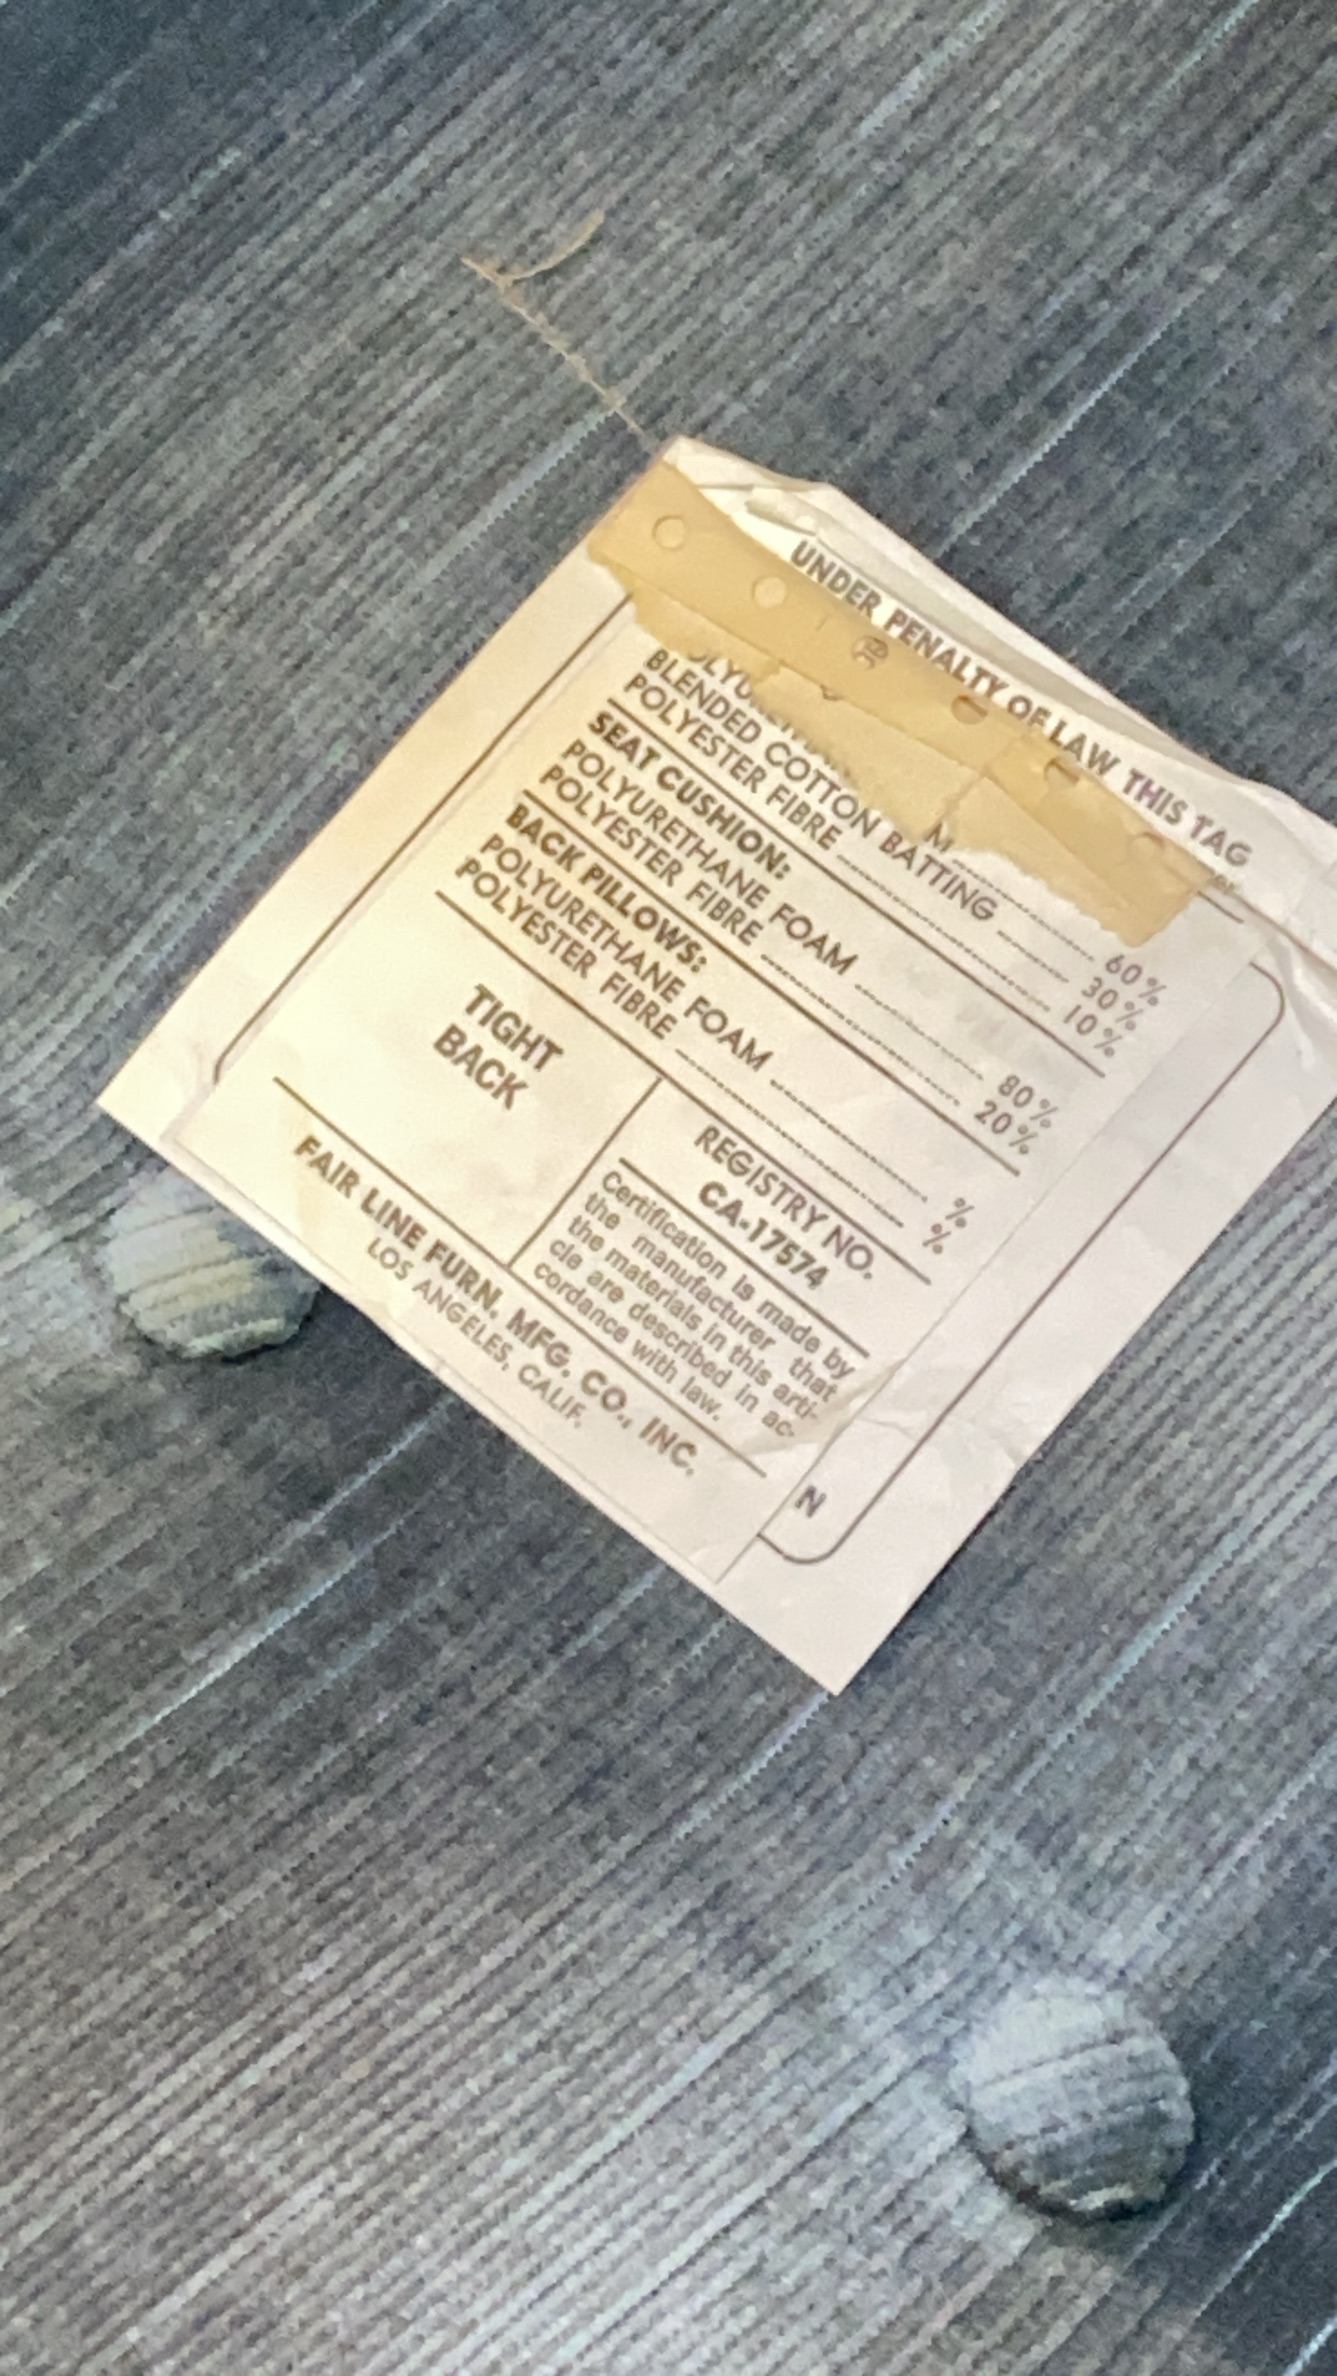 UNDER PENALTY OF LAW THIS TAG
BLENDED COTTON BATTING 60%
POLYESTER FIBRE 30%
10%
SEAT CUSHION:
POLYURETHANE FOAM 80%
POLYESTER FIBRE 20%
BACK PILLOWS:
POLYURETHANE FOAM %
POLYESTER FIBRE %
TIGHT
BACK
REGISTRY NO.
CA-17574
Certification is made by
the manufacturer that
the materials in this arti-
cle are described in ac-
cordance with law.
FAIR LINE FURN. MFG. CO., INC.
LOS ANGELES, CALIF.
N